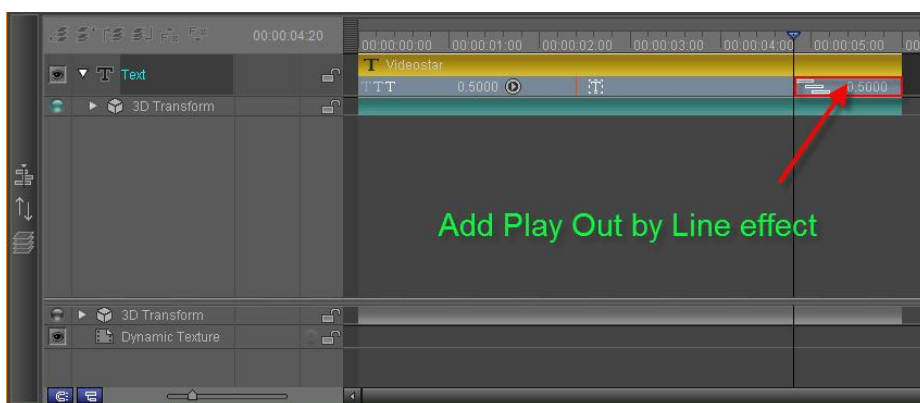 00:00:04:20
00:00:00:00 00:00:01:00 00:00:02:00 00:00:03:00 00:00:04:00 00:00:05:00 00
T Text
T Videostar
TTT 0.5000 T 0.5000
3D Transform
Add Play Out by Line effect
3D Transform
Dynamic Texture